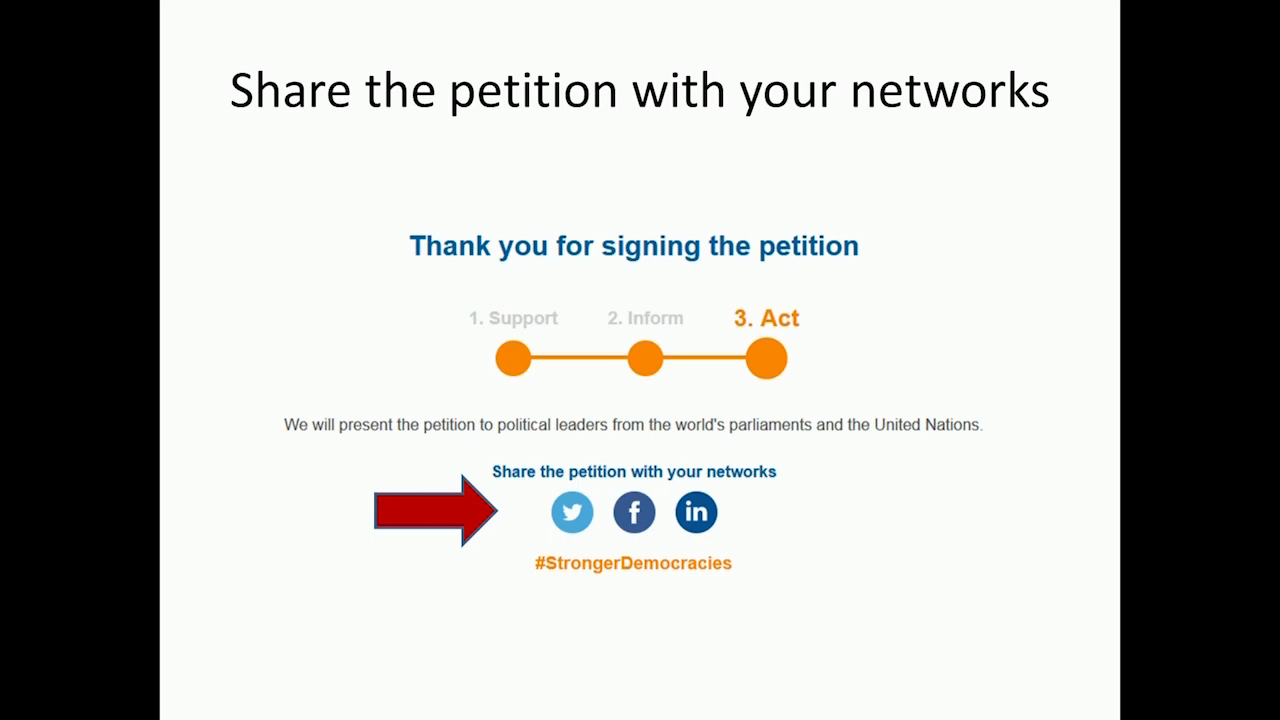 Share the petition with your networks
Thank you for signing the petition
1. Support 2. Inform 3. Act
We will present the petition to political leaders from the world's parliaments and the United Nations.
Share the petition with your networks
f in
#StrongerDemocracies